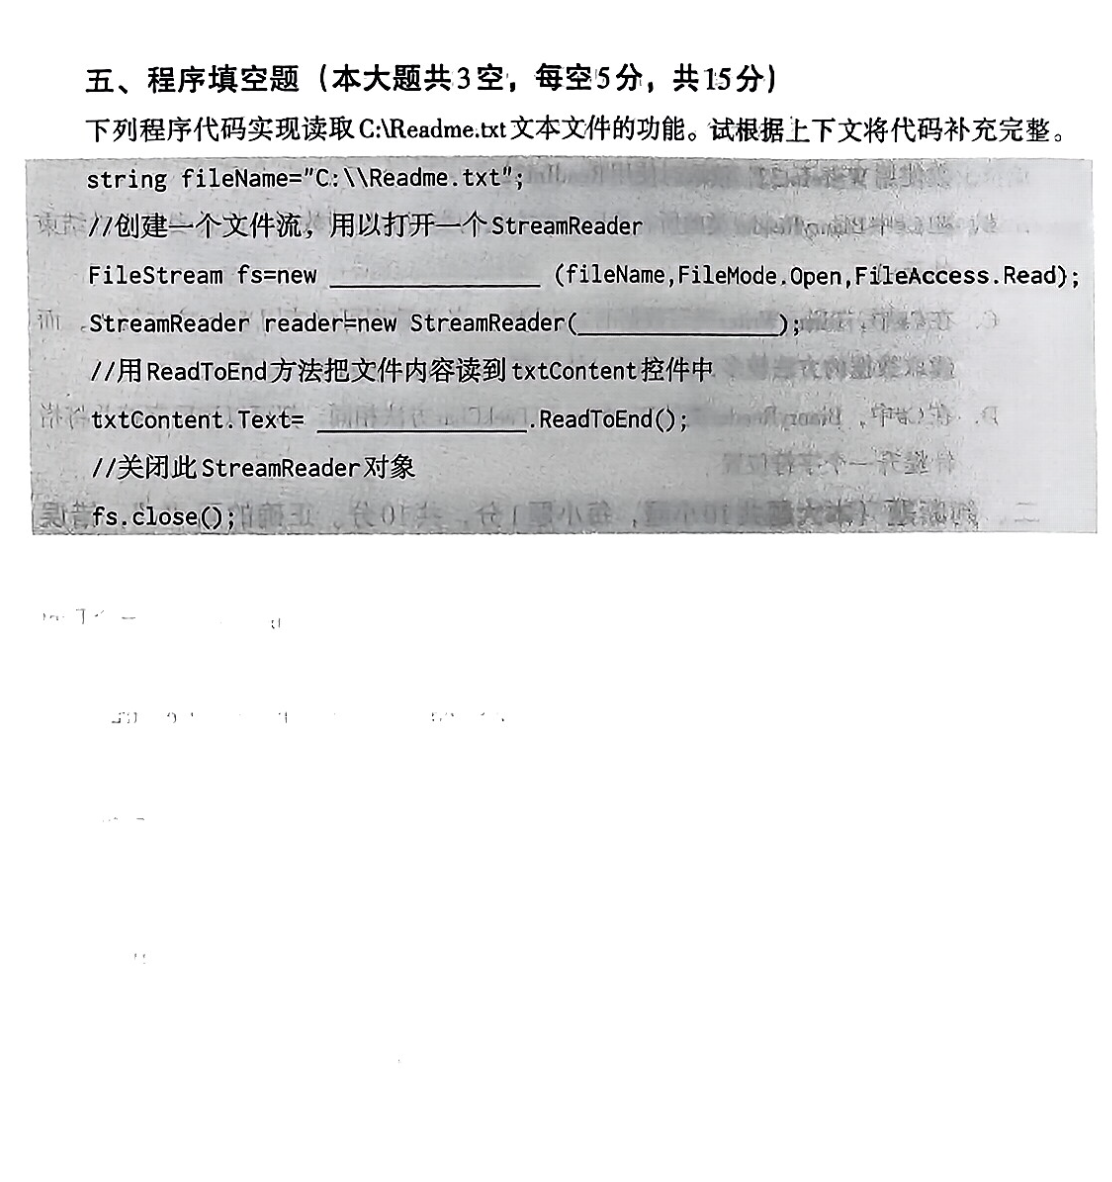 五、程序填空题（本大题共3空，每空5分，共15分）
下列程序代码实现读取C:\Readme.txt文本文件的功能。试根据上下文将代码补充完整。
string fileName="C:\\Readme.txt";
//创建一个文件流，用以打开一个StreamReader
FileStream fs=new ____________ (fileName,FileMode.Open,FileAccess.Read);
StreamReader reader=new StreamReader(____________);
//用ReadToEnd方法把文件内容读到txtContent控件中
txtContent.Text= ____________.ReadToEnd();
//关闭此StreamReader对象
fs.close();